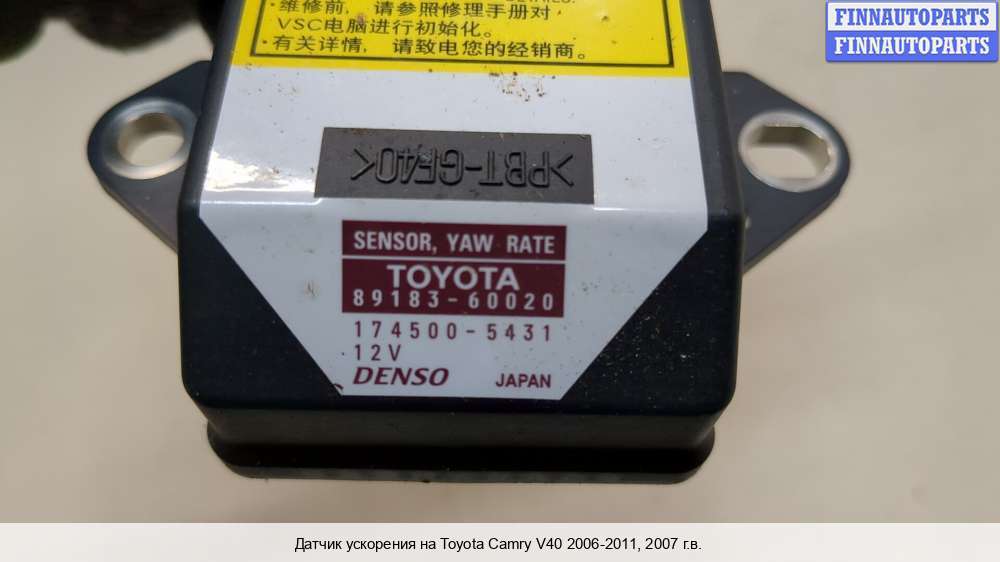 DETAILS.
·维修前，请参照修理手册对
VSC电脑进行初始化。
·有关详情，请致电您的经销商。
FINNAUTOPARTS
FINNAUTOPARTS
>PBT-GF40<
SENSOR, YAW RATE
TOYOTA
89183-60020
174500-5431
12V
DENSO JAPAN
Датчик ускорения на Toyota Camry V40 2006-2011, 2007 г.в.